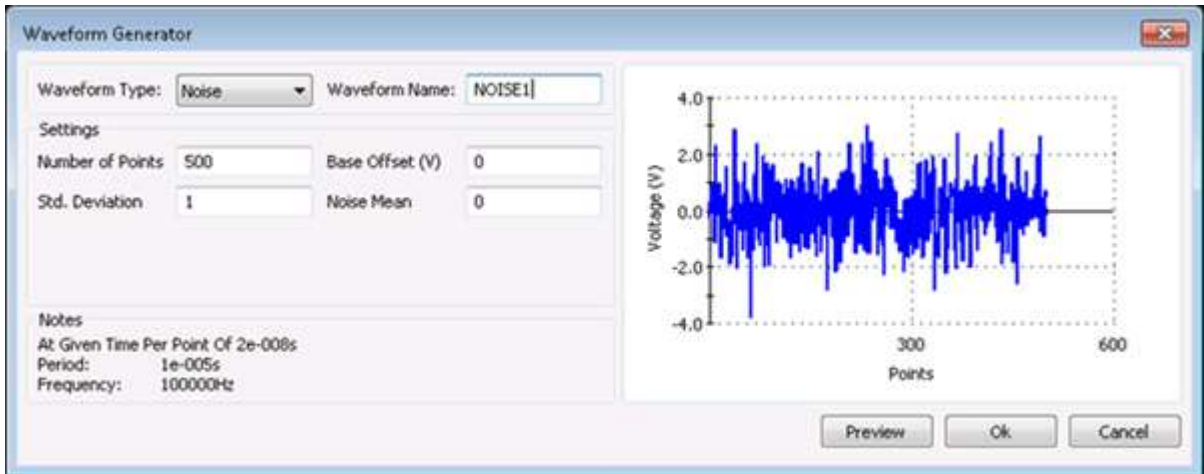 Waveform Generator
Waveform Type: Noise Waveform Name: NOISE1
Settings
Number of Points 500 Base Offset (V) 0
Std. Deviation 1 Noise Mean 0
Notes
At Given Time Per Point Of 2e-008s
Period: 1e-005s
Frequency: 100000Hz
4.0
2.0
0.0
-2.0
-4.0
Voltage (V)
300 600
Points
Preview Ok Cancel